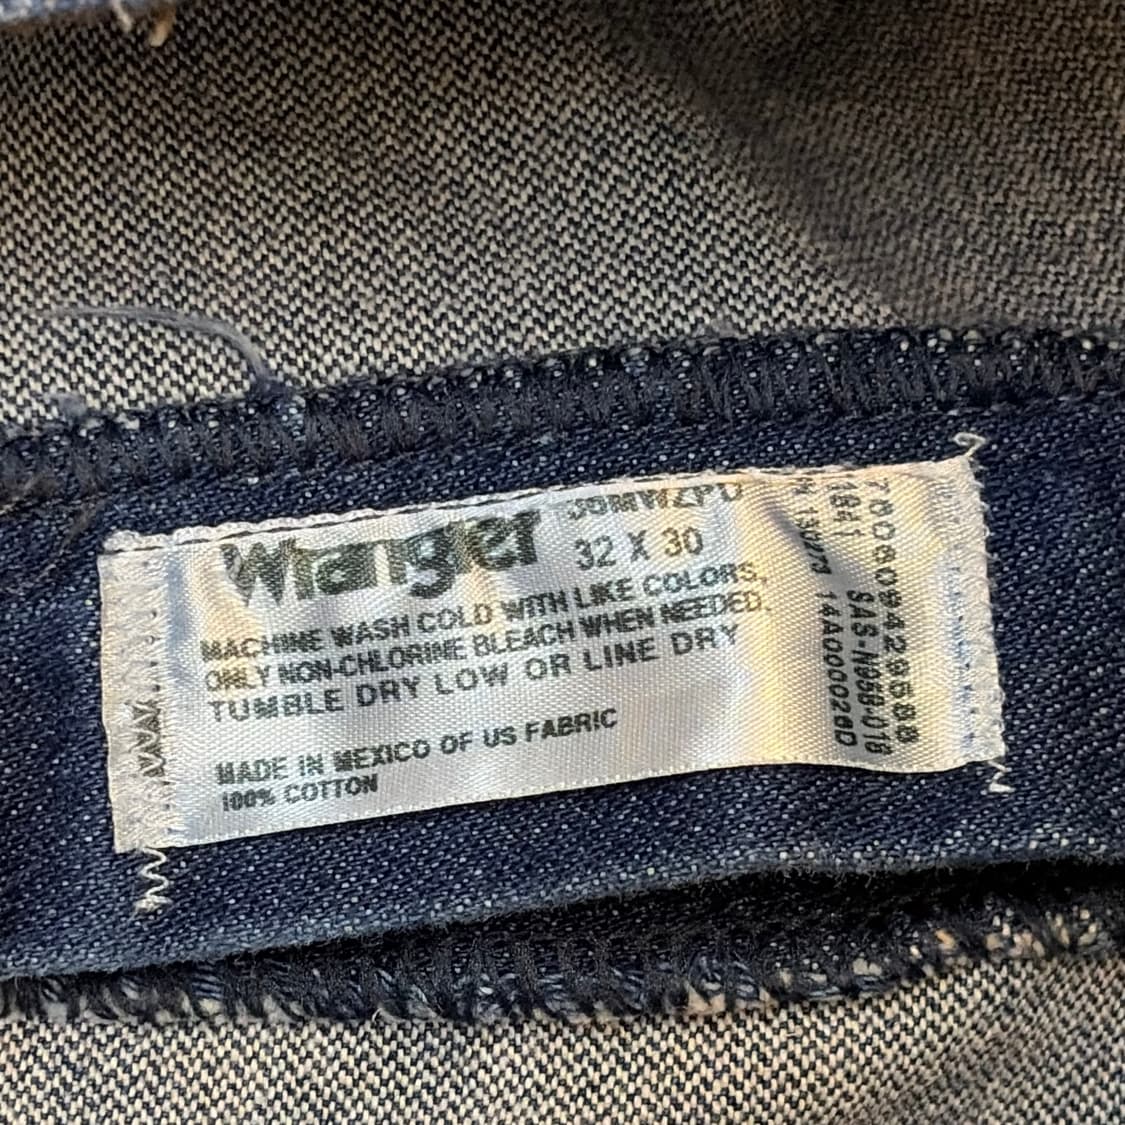 Wrangler
32 X 30
MACHINE WASH COLD WITH LIKE COLORS,
ONLY NON-CHLORINE BLEACH WHEN NEEDED.
TUMBLE DRY LOW OR LINE DRY
MADE IN MEXICO OF US FABRIC
100% COTTON
1841